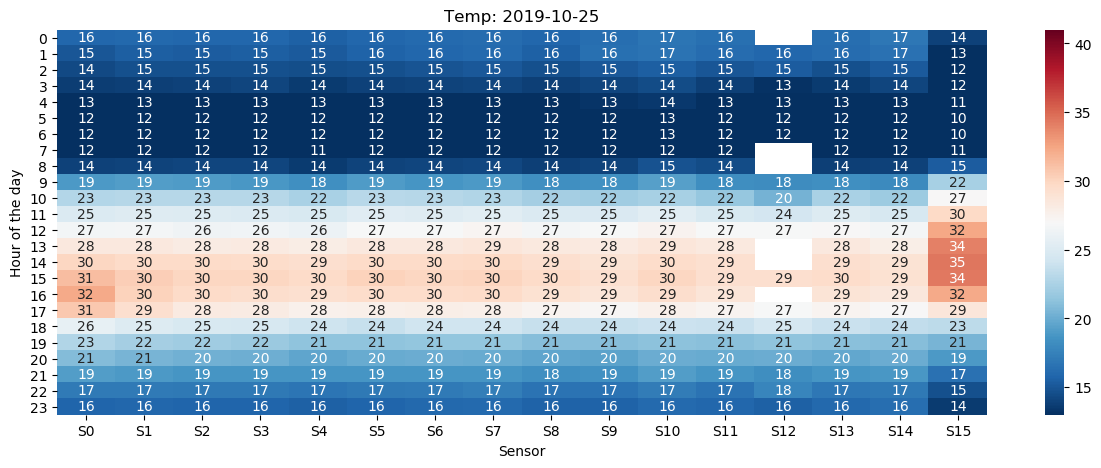 Temp: 2019-10-25
Hour of the day
0 16 16 16 16 16 16 16 16 16 16 17 16 16 17 14
1 15 15 15 15 15 16 16 16 16 16 17 16 16 16 16 13
2 14 15 15 15 15 15 15 15 15 15 15 15 15 15 15 12
3 14 14 14 14 14 14 14 14 14 14 14 14 13 14 14 12
4 13 13 13 13 13 13 13 13 13 13 14 13 13 13 13 11
5 12 12 12 12 12 12 12 12 12 12 13 12 12 12 12 10
6 12 12 12 12 12 12 12 12 12 12 13 12 12 12 12 10
7 12 12 12 12 11 12 12 12 12 12 12 12 12 12 11
8 14 14 14 14 14 14 14 14 14 14 15 14 14 14 15
9 19 19 19 19 18 19 19 19 18 18 19 18 18 18 18 22
10 23 23 23 23 22 23 23 23 22 22 22 22 20 22 22 27
11 25 25 25 25 25 25 25 25 25 25 25 25 24 25 25 30
12 27 27 26 26 26 27 27 27 27 27 27 27 27 27 27 32
13 28 28 28 28 28 28 28 29 28 28 29 28 28 28 34
14 30 30 30 30 29 30 30 30 29 29 30 29 29 29 35
15 31 30 30 30 30 30 30 30 30 29 30 29 29 30 29 34
16 32 30 30 30 29 30 30 30 29 29 30 29 29 29 32
17 31 29 28 28 28 28 28 28 27 27 28 27 27 27 27 29
18 26 25 25 25 24 24 24 24 24 24 24 24 25 24 24 23
19 23 22 22 22 21 21 21 21 21 21 21 21 21 21 21 21
20 21 21 20 20 20 20 20 20 20 20 20 20 20 20 20 19
21 19 19 19 19 19 19 19 19 18 19 19 19 18 19 19 17
22 17 17 17 17 17 17 17 17 17 17 17 17 18 17 17 15
23 16 16 16 16 16 16 16 16 16 16 16 16 16 16 16 14
S0 S1 S2 S3 S4 S5 S6 S7 S8 S9 S10 S11 S12 S13 S14 S15
Sensor
40
35
30
25
20
15